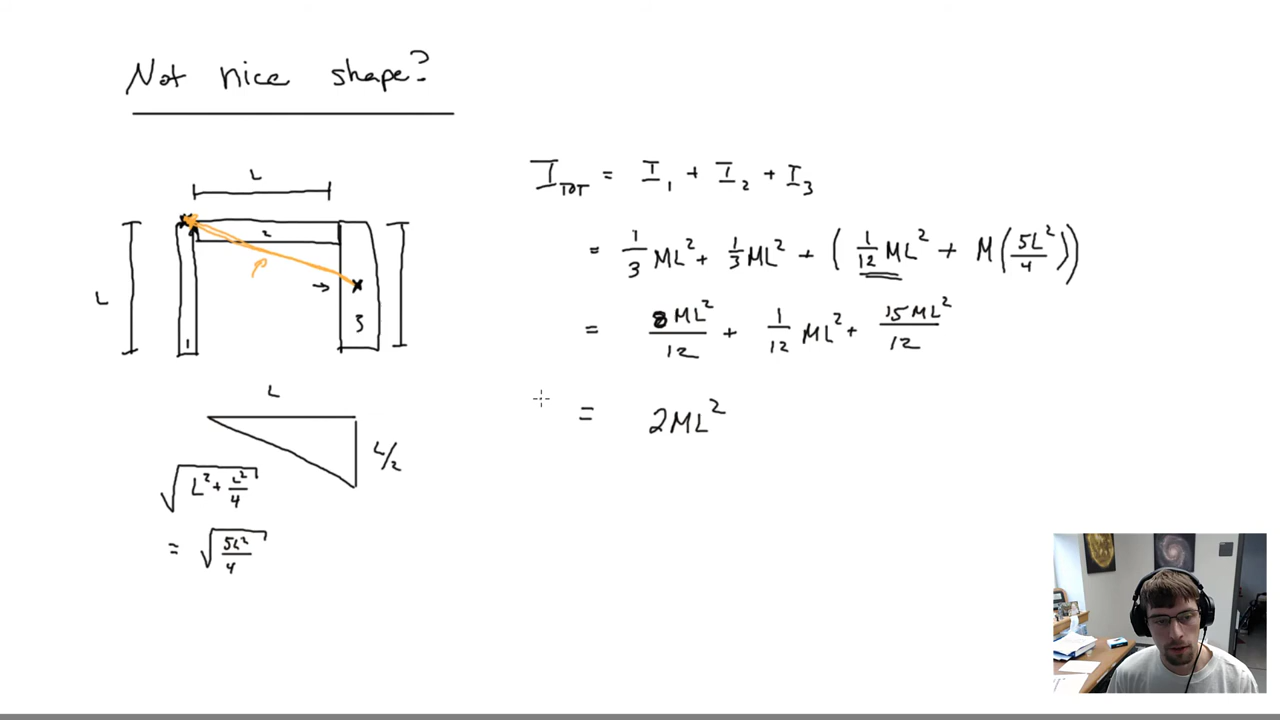 Not nice shape?
L
L
1
2
3
I_TOT = I_1 + I_2 + I_3
= 1/3 ML² + 1/3 ML² + ( 1/12 ML² + M(5L²/4))
= 8ML²/12 + 1/12 ML² + 15ML²/12
= 2ML²
L
L/2
√(L² + L²/4)
= √(5L²/4)